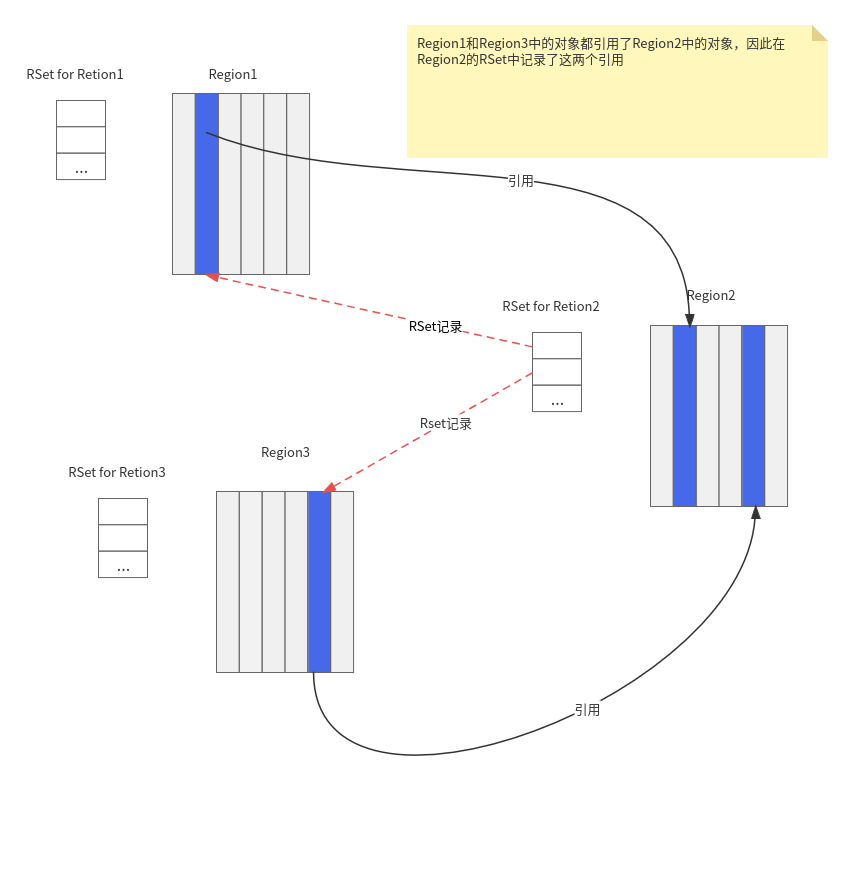 Region1和Region3中的对象都引用了Region2中的对象，因此在
Region2的RSet中记录了这两个引用
RSet for Retion1
Region1
...
引用
Region2
RSet for Retion2
RSet记录
...
Rset记录
Region3
RSet for Retion3
...
引用